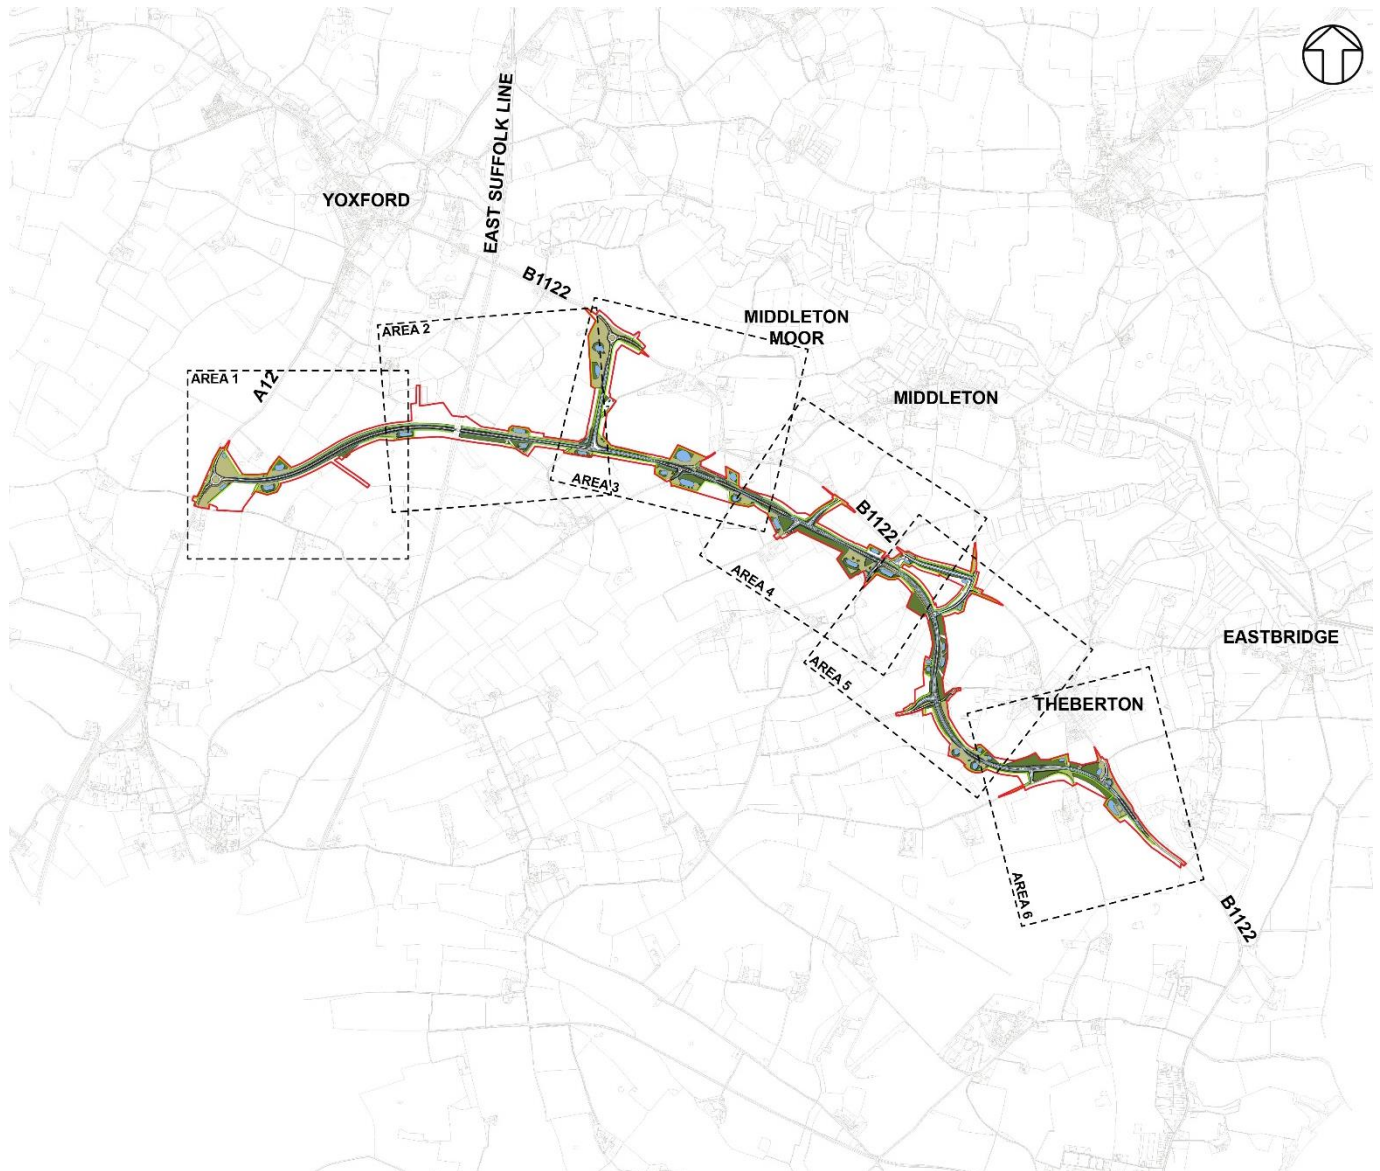 YOXFORD
EAST SUFFOLK LINE
B1122
MIDDLETON
MOOR
AREA 2
AREA 1
A12
MIDDLETON
AREA 3
B1122
AREA 4
EASTBRIDGE
AREA 5
THEBERTON
AREA 6
B1122